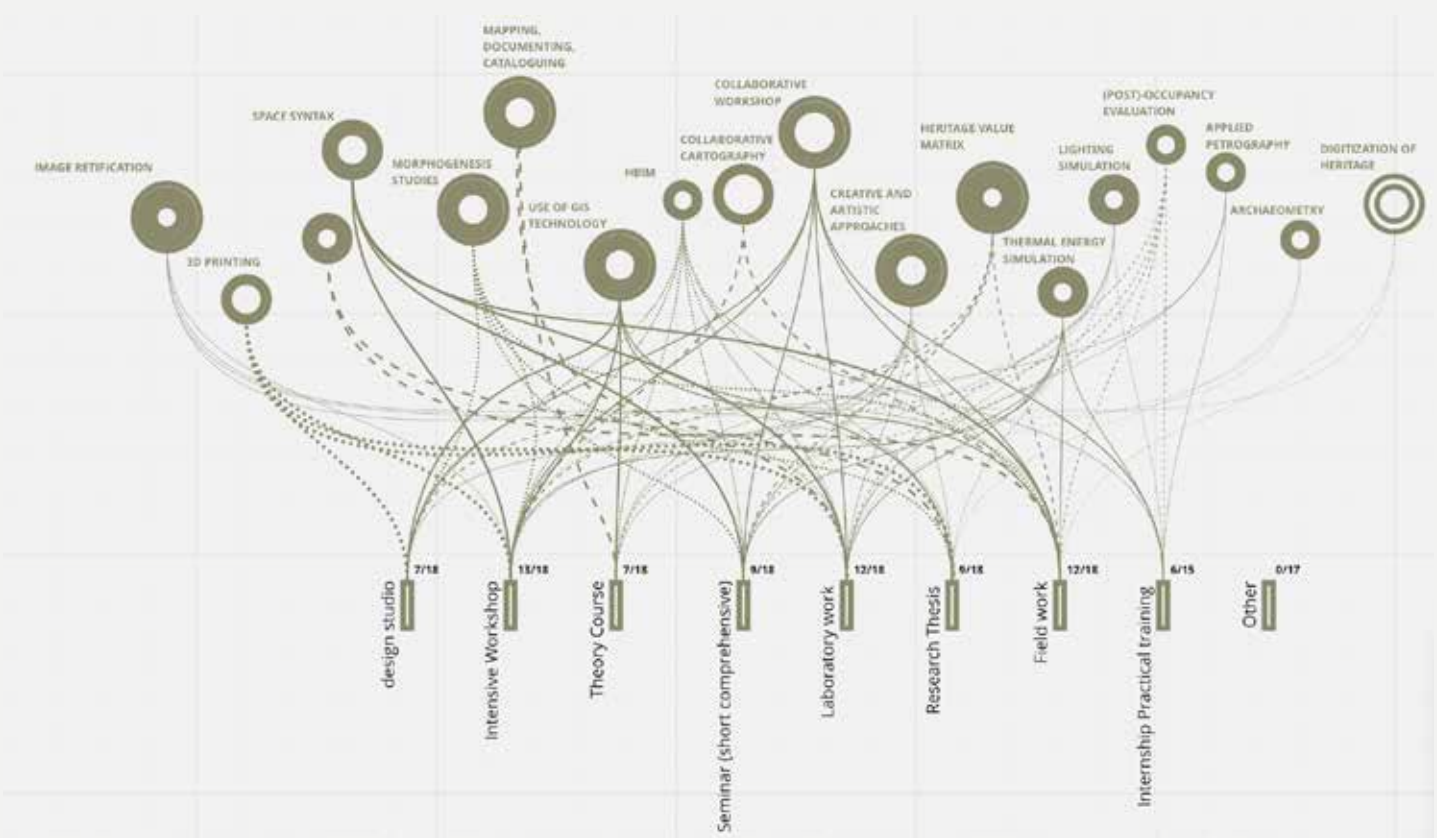 MAPPING,
DOCUMENTING,
CATALOGUING
SPACE SYNTAX
COLLABORATIVE
WORKSHOP
(POST)-OCCUPANCY
EVALUATION
IMAGE RETIFICATION
MORPHOGENESIS
STUDIES
COLLABORATIVE
CARTOGRAPHY
HERITAGE VALUE
MATRIX
LIGHTING
SIMULATION
APPLIED
PETROGRAPHY
DIGITIZATION OF
HERITAGE
HBIM
USE OF GIS
TECHNOLOGY
CREATIVE AND
ARTISTIC
APPROACHES
ARCHAEOMETRY
3D PRINTING
THERMAL ENERGY
SIMULATION
7/18
13/18
7/18
9/18
12/18
9/18
12/18
6/15
0/17
design studio
Intensive Workshop
Theory Course
Seminar (short comprehensive)
Laboratory work
Research Thesis
Field work
Internship Practical training
Other